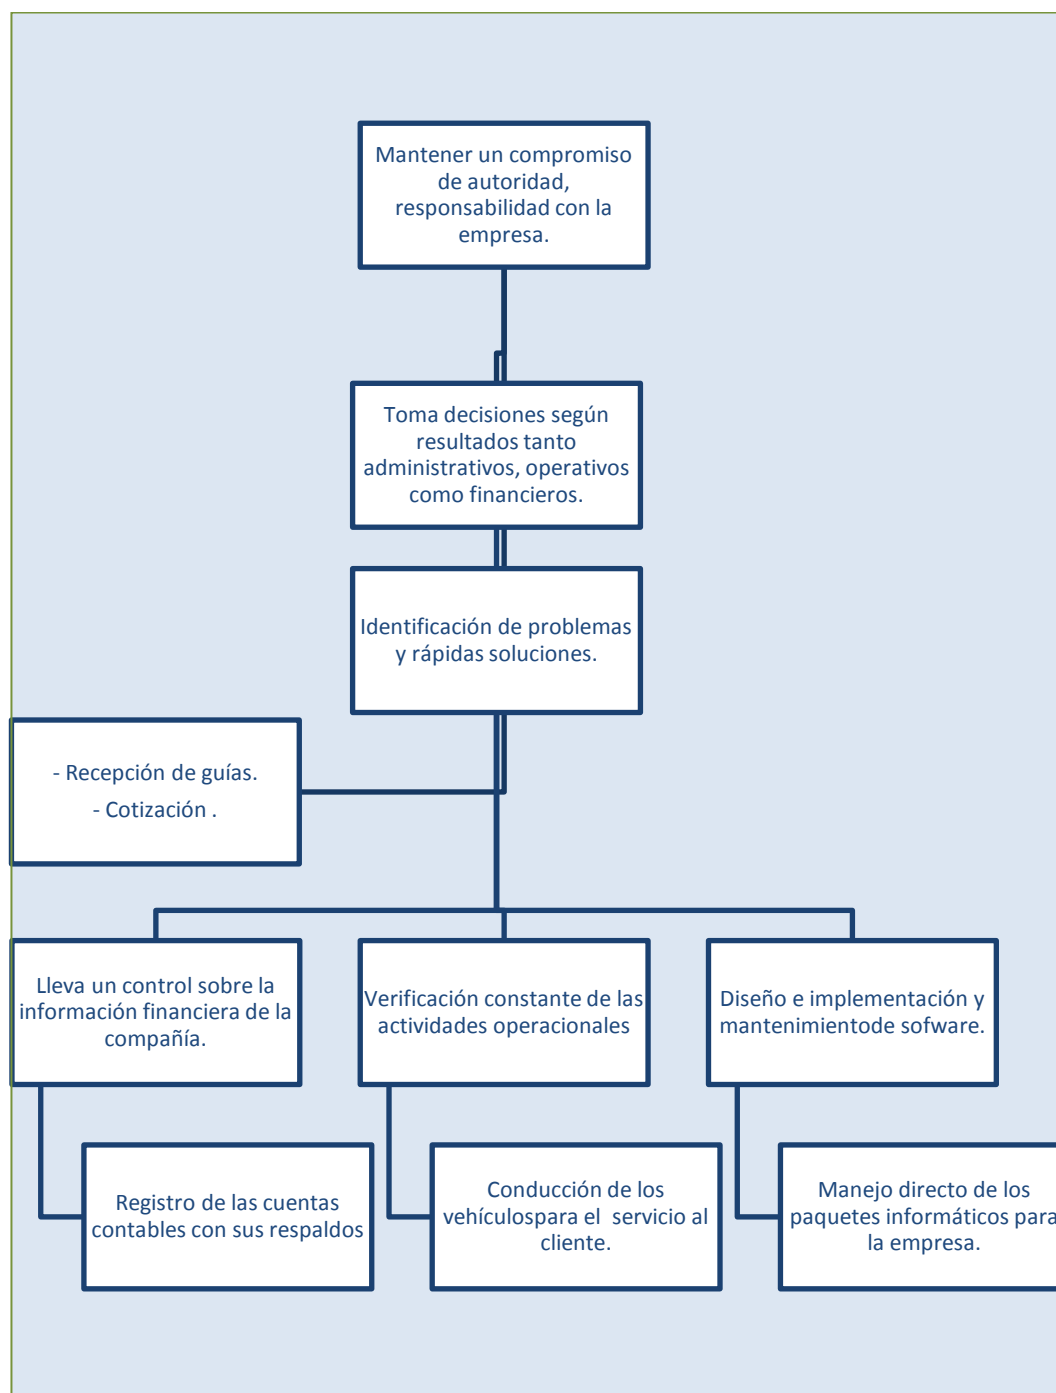 Mantener un compromiso
de autoridad,
responsabilidad con la
empresa.
Toma decisiones según
resultados tanto
administrativos, operativos
como financieros.
Identificación de problemas
y rápidas soluciones.
- Recepción de guías.
- Cotización .
Lleva un control sobre la
información financiera de la
compañía.
Verificación constante de las
actividades operacionales
Diseño e implementación y
mantenimientode sofware.
Registro de las cuentas
contables con sus respaldos
Conducción de los
vehículospara el  servicio al
cliente.
Manejo directo de los
paquetes informáticos para
la empresa.